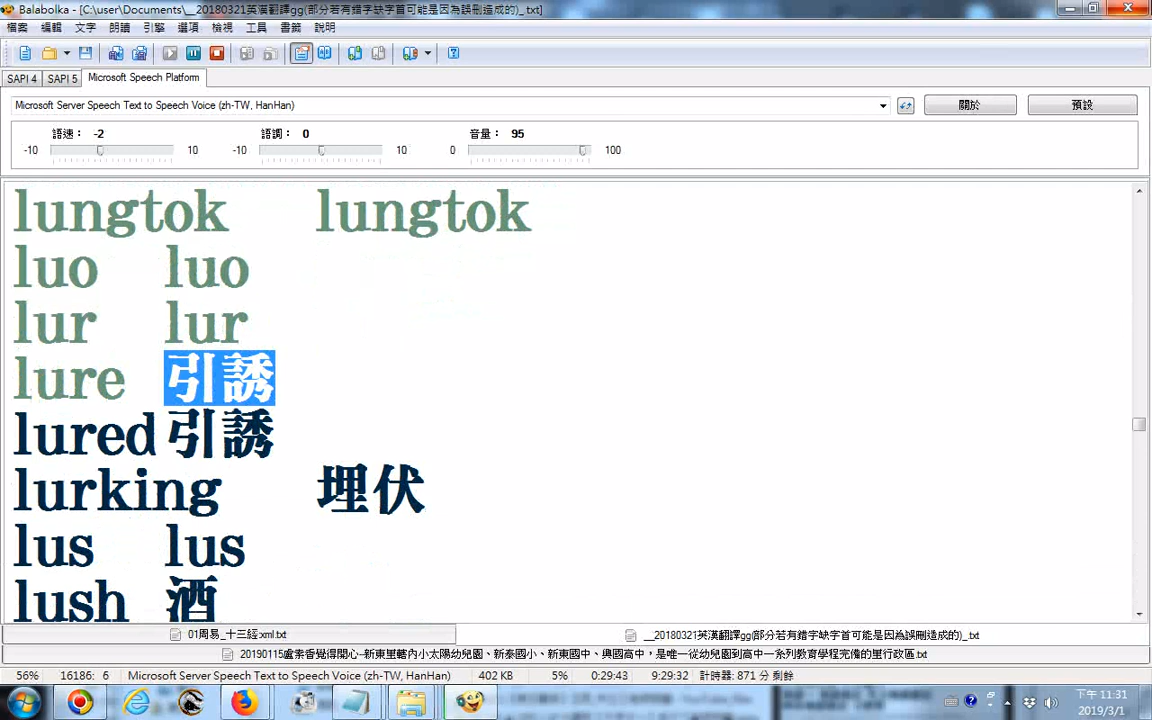 Balabolka - [C:\user\Documents\__20180321英漢翻譯gg(部分若有錯字缺字首可能是因為誤刪造成的)_.txt]
檔案 編輯 文字 朗讀 引擎 選項 檢視 工具 書籤 說明
SAPI 4 SAPI 5 Microsoft Speech Platform
Microsoft Server Speech Text to Speech Voice (zh-TW, HanHan) 關於 預設
語速: -2 語調: 0 音量: 95
-10 10 -10 10 0 100
lungtok lungtok
luo luo
lur lur
lure 引誘
lured 引誘
lurking 埋伏
lus lus
lush 酒
01周易_十三經.xml.txt __20180321英漢翻譯gg(部分若有錯字缺字首可能是因為誤刪造成的)_.txt
20190115盧素香覺得開心~新東里轄內小太陽幼兒園、新泰國小、新東國中、興國高中，是唯一從幼兒園到高中一系列教育學程完備的里行政區.txt
56% 16186: 6 Microsoft Server Speech Text to Speech Voice (zh-TW, HanHan) 402 KB 5% 0:29:43 9:29:32 計時器: 871 分 剩餘
下午 11:31
2019/3/1